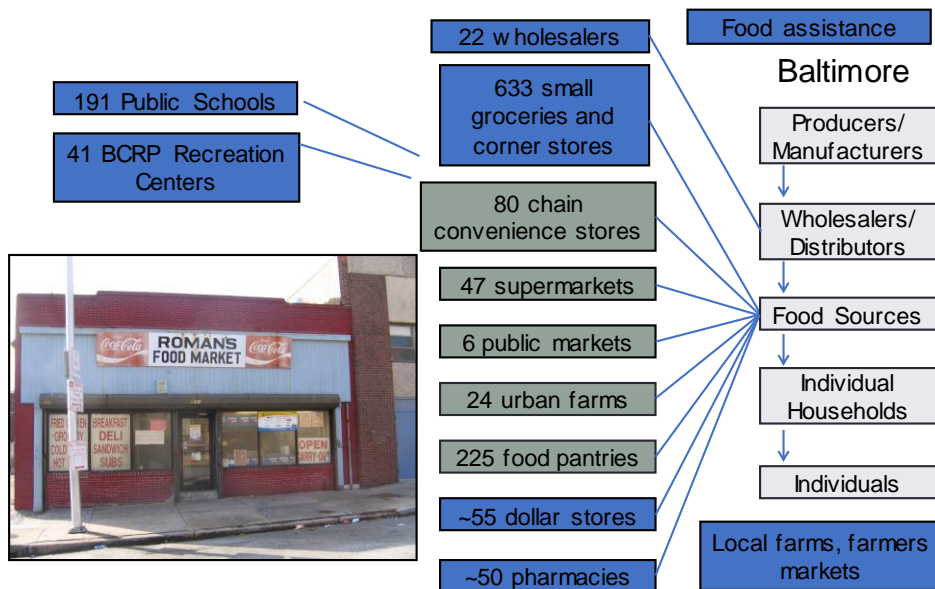 22 wholesalers
Food assistance
Baltimore
191 Public Schools
41 BCRP Recreation
Centers
633 small
groceries and
corner stores
80 chain
convenience stores
47 supermarkets
6 public markets
24 urban farms
225 food pantries
~55 dollar stores
~50 pharmacies
Producers/
Manufacturers
Wholesalers/
Distributors
Food Sources
Individual
Households
Individuals
Local farms, farmers
markets
Coca-Cola
ROMAN'S
FOOD MARKET
Coca-Cola
BREAKFAST
DELI
SANDWICH
SUBS
OPEN
CARRY-OUT